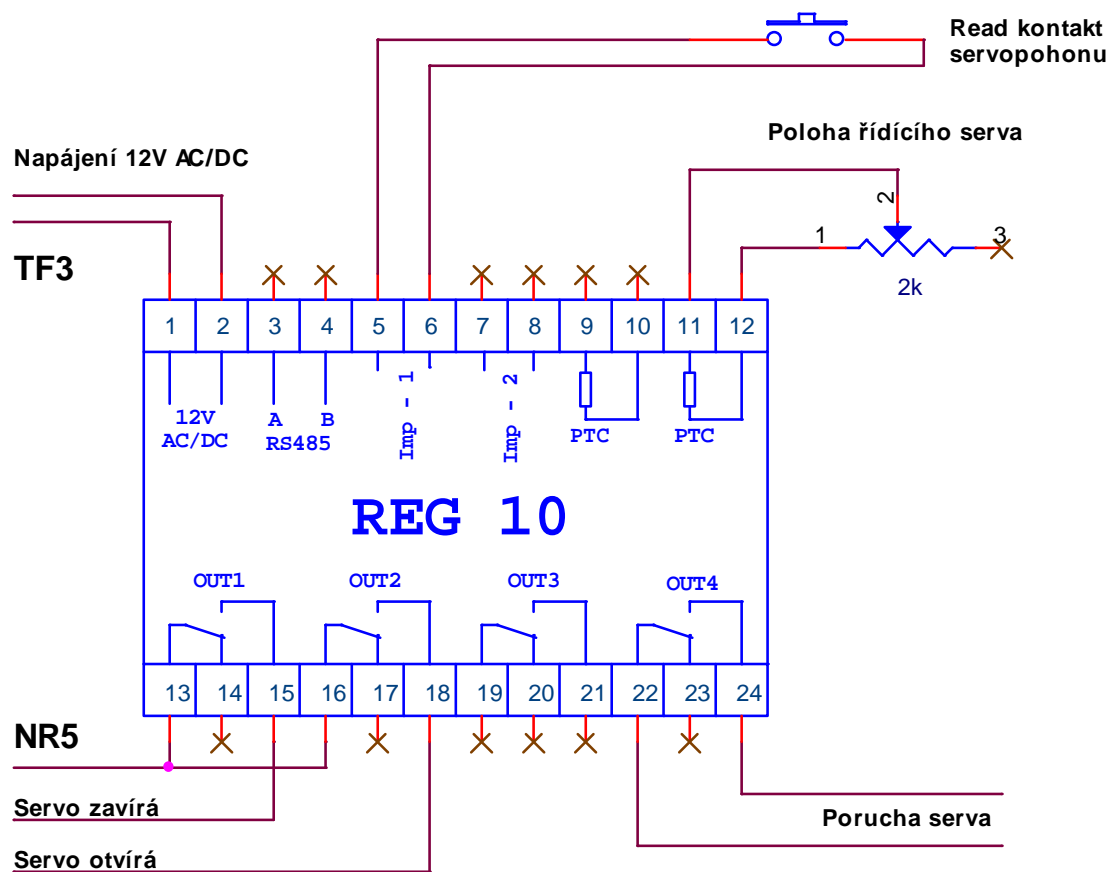 Read kontakt
servopohonu
Poloha řídícího serva
Napájení 12V AC/DC
2
1
3
TF3
2k
1 2 3 4 5 6 7 8 9 10 11 12
12V
AC/DC
A B
RS485
Imp - 1
Imp - 2
PTC
PTC
REG 10
OUT1 OUT2 OUT3 OUT4
13 14 15 16 17 18 19 20 21 22 23 24
NR5
Servo zavírá
Porucha serva
Servo otvírá